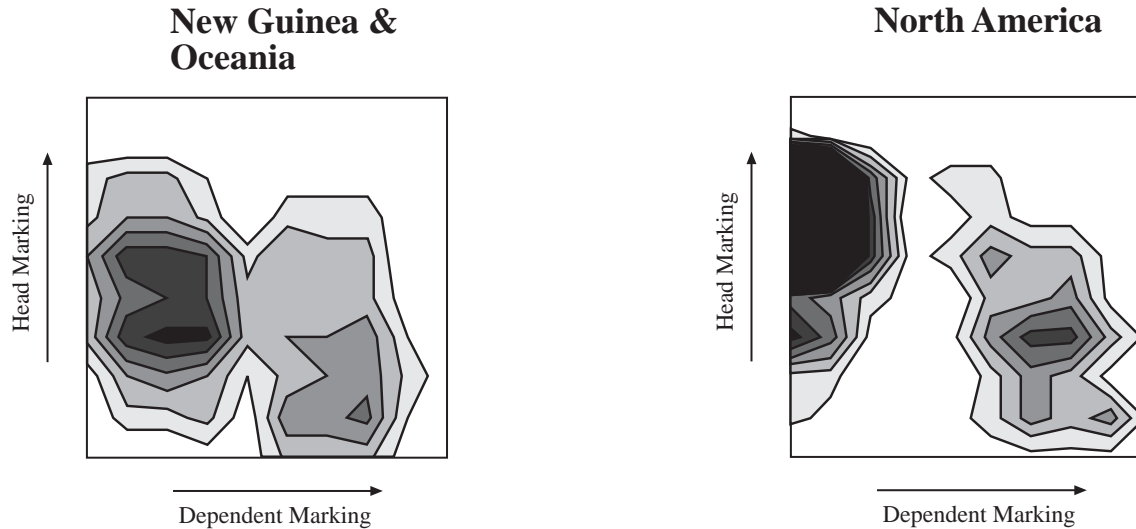 New Guinea &
Oceania
Head Marking
Dependent Marking
North America
Head Marking
Dependent Marking